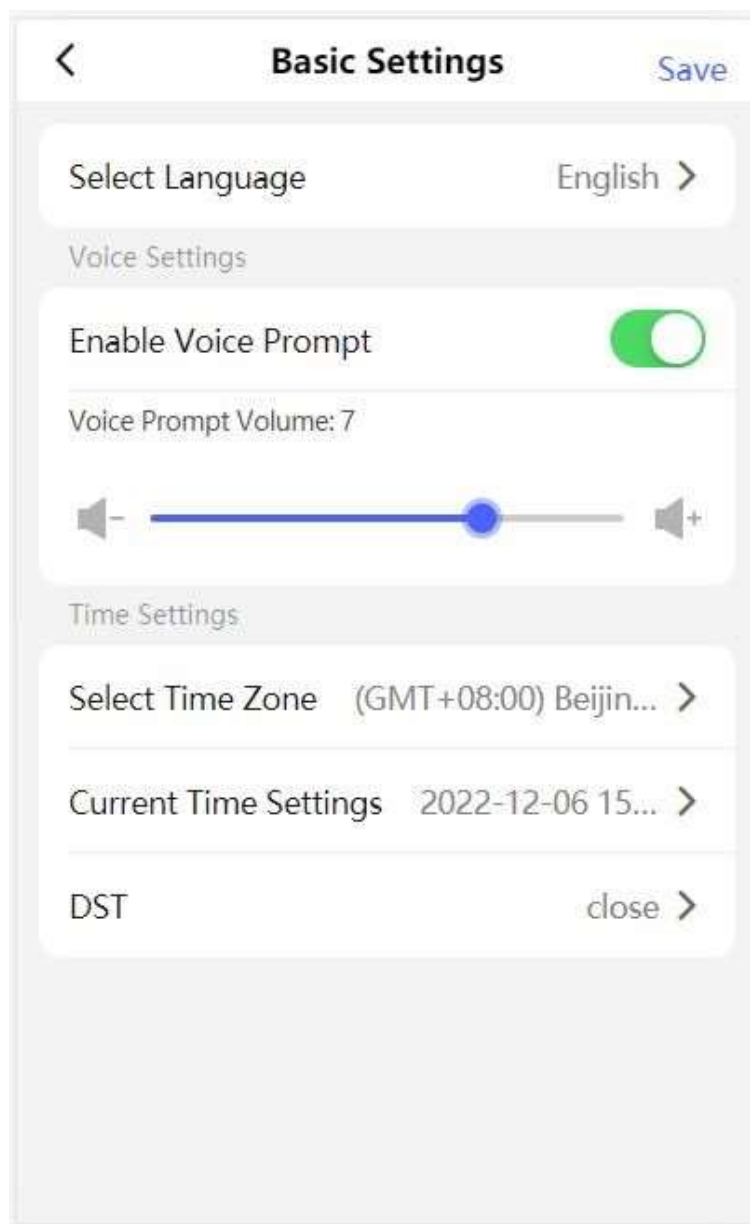 Basic Settings
Save
Select Language English
Voice Settings
Enable Voice Prompt
Voice Prompt Volume: 7
Time Settings
Select Time Zone (GMT+08:00) Beijin...
Current Time Settings 2022-12-06 15...
DST close